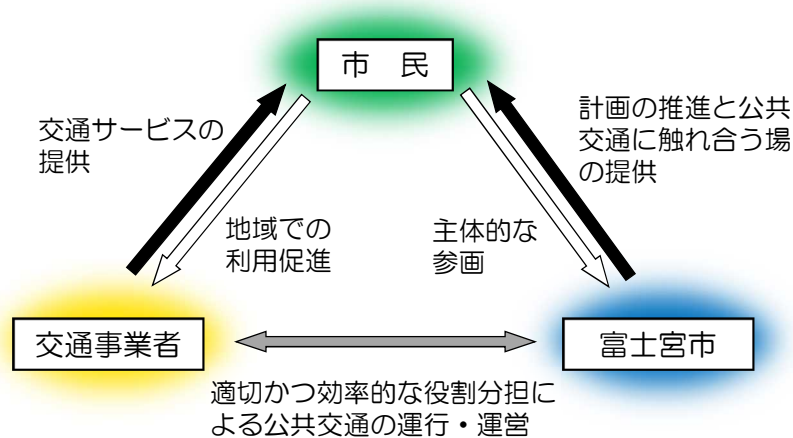 市　民
交通サービスの
提供
計画の推進と公共
交通に触れ合う場
の提供
地域での
利用促進
主体的な
参画
交通事業者
富士宮市
適切かつ効率的な役割分担に
よる公共交通の運行・運営